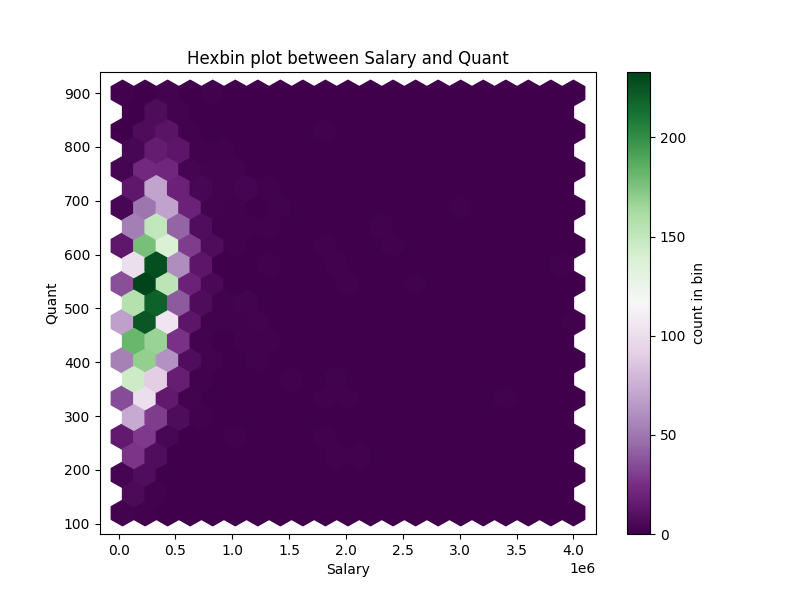 Hexbin plot between Salary and Quant
900
800
700
600
500
400
300
200
100
Quant
0.0 0.5 1.0 1.5 2.0 2.5 3.0 3.5 4.0
1e6
Salary
200
150
100
50
0
count in bin